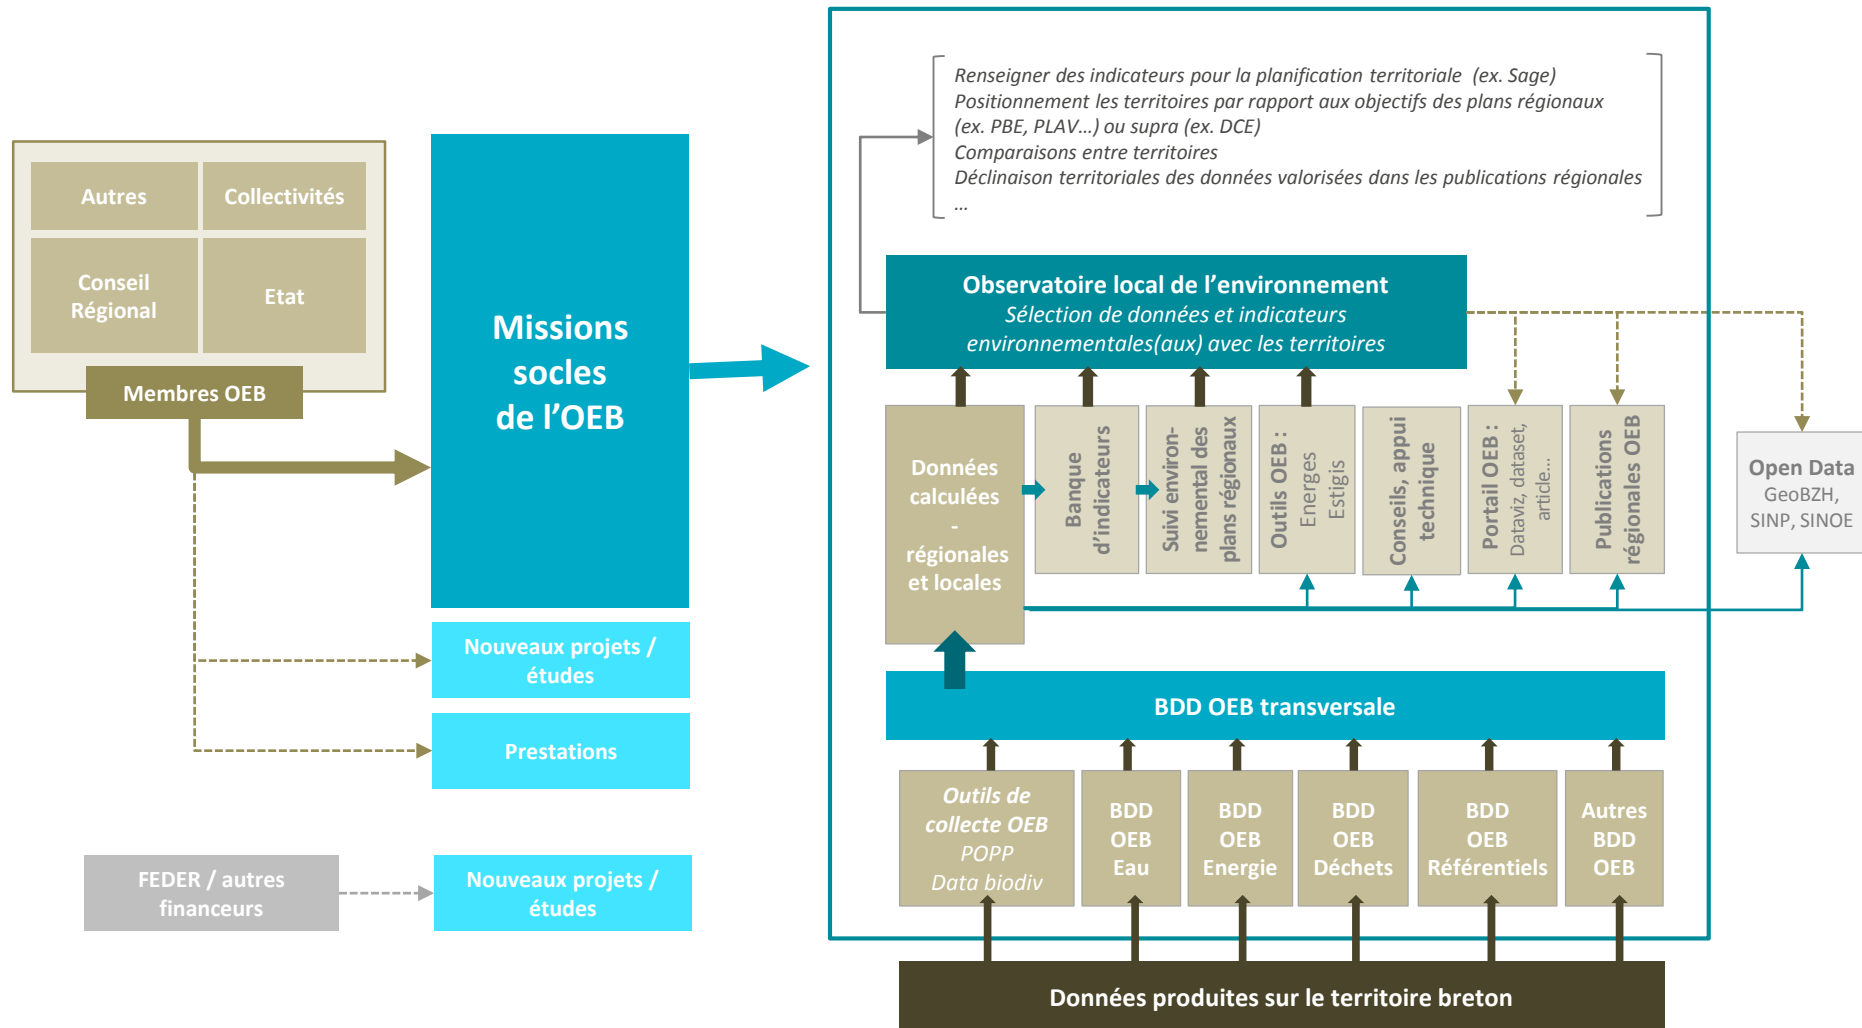 Autres
Collectivités
Conseil
Régional
Etat
Membres OEB
Missions
socles
de l'OEB
Nouveaux projets /
études
Prestations
FEDER / autres
financeurs
Nouveaux projets /
études
Renseigner des indicateurs pour la planification territoriale (ex. Sage)
Positionnement les territoires par rapport aux objectifs des plans régionaux
(ex. PBE, PLAV...) ou supra (ex. DCE)
Comparaisons entre territoires
Déclinaison territoriales des données valorisées dans les publications régionales
...
Observatoire local de l'environnement
Sélection de données et indicateurs
environnementales(aux) avec les territoires
Données
calculées
-
régionales
et locales
Banque
d'indicateurs
Suivi environ-
nemental des
plans régionaux
Outils OEB :
Energes
Estigis
Conseils, appui
technique
Portail OEB :
Dataviz, dataset,
article...
Publications
régionales OEB
Open Data
GeoBZH,
SINP, SINOE
BDD OEB transversale
Outils de
collecte OEB
POPP
Data biodiv
BDD
OEB
Eau
BDD
OEB
Energie
BDD
OEB
Déchets
BDD
OEB
Référentiels
Autres
BDD
OEB
Données produites sur le territoire breton